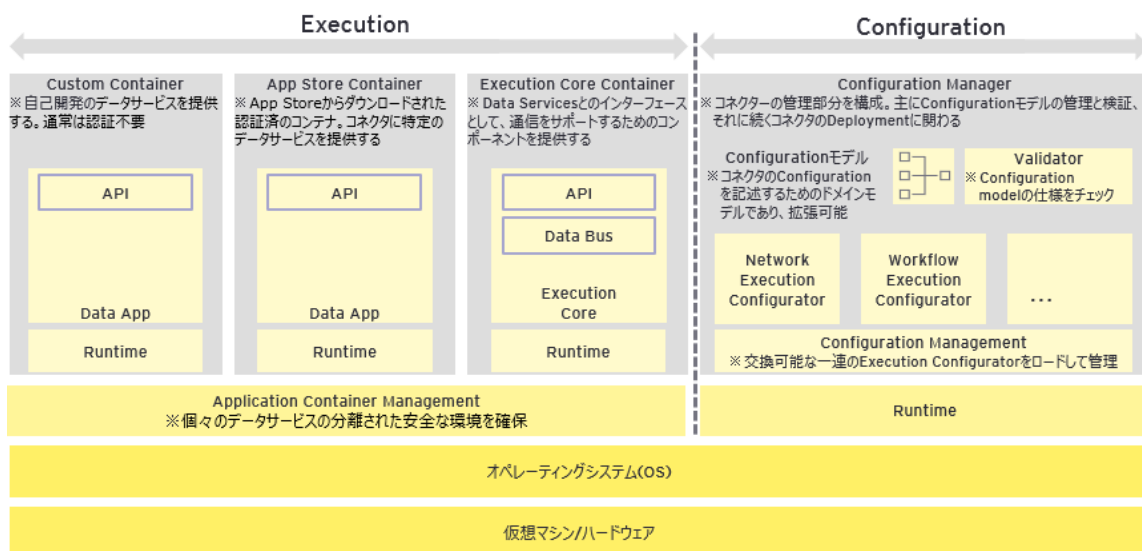 Execution
Configuration
Custom Container
※自己開発のデータサービスを提供
する。通常は認証不要
API
Data App
Runtime
App Store Container
※App Storeからダウンロードされた
認証済のコンテナ。コネクタに特定の
データサービスを提供する
API
Data App
Runtime
Execution Core Container
※Data Servicesとのインターフェース
として、通信をサポートするためのコン
ポーネントを提供する
API
Data Bus
Execution
Core
Runtime
Configuration Manager
※コネクターの管理部分を構成。主にConfigurationモデルの管理と検証、
それに続くコネクタのDeploymentに関わる
Configurationモデル
※コネクタのConfiguration
を記述するためのドメインモ
デルであり、拡張可能
Validator
※Configuration
modelの仕様をチェック
Network
Execution
Configurator
Workflow
Execution
Configurator
...
Configuration Management
※交換可能な一連のExecution Configuratorをロードして管理
Application Container Management
※個々のデータサービスの分離された安全な環境を確保
Runtime
オペレーティングシステム(OS)
仮想マシン/ハードウェア